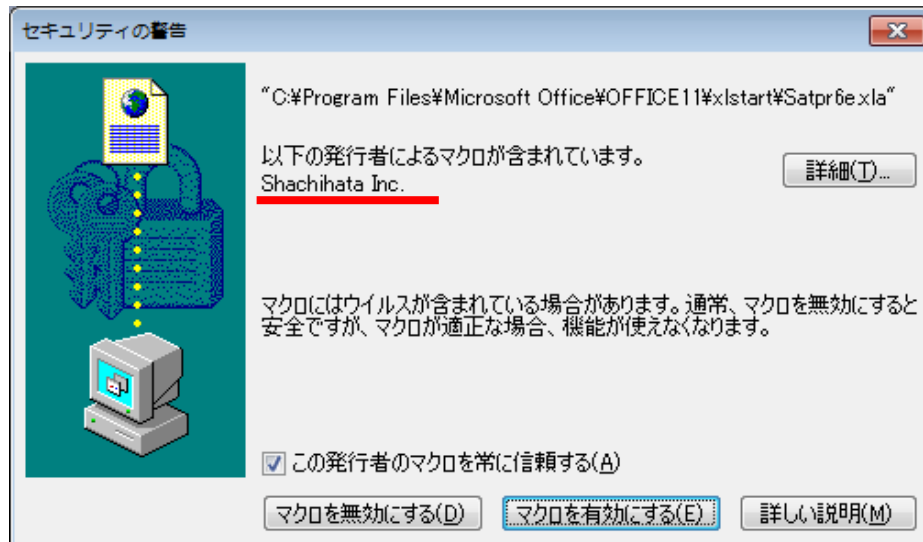 セキュリティの警告
"C:¥Program Files¥Microsoft Office¥OFFICE11¥xlstart¥Satpr6e.xla"
以下の発行者によるマクロが含まれています。
Shachihata Inc.
詳細(T)...
マクロにはウイルスが含まれている場合があります。通常、マクロを無効にすると
安全ですが、マクロが適正な場合、機能が使えなくなります。
この発行者のマクロを常に信頼する(A)
マクロを無効にする(D)
マクロを有効にする(E)
詳しい説明(M)